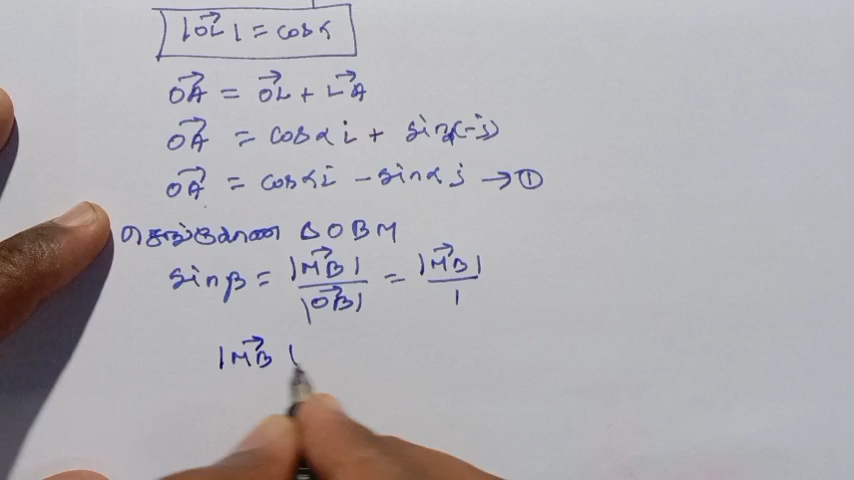 |OL⃗| = cosα
OA⃗ = OL⃗ + LA⃗
OA⃗ = cosα i + sinα(-j)
OA⃗ = cosα i - sinα j → ①
செங்கோண ΔOBM
sinβ = |MB⃗| / |OB⃗| = |MB⃗| / 1
|MB⃗|